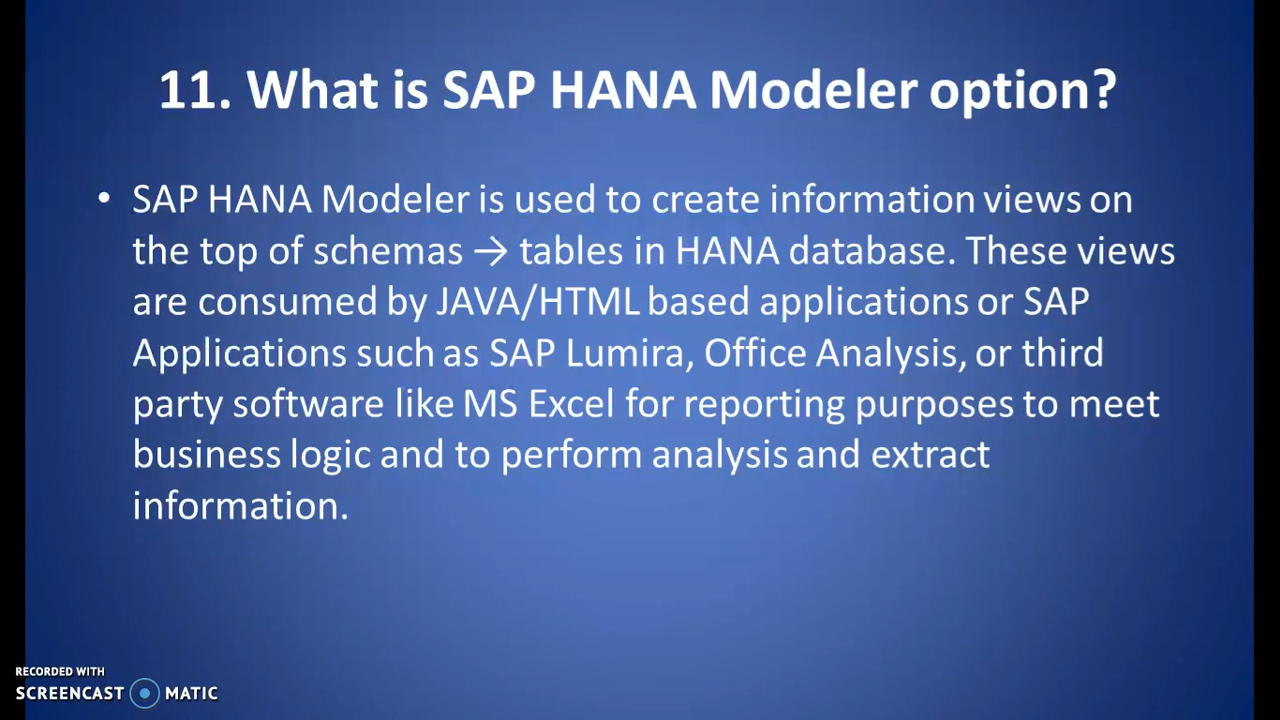 11. What is SAP HANA Modeler option?
• SAP HANA Modeler is used to create information views on
the top of schemas → tables in HANA database. These views
are consumed by JAVA/HTML based applications or SAP
Applications such as SAP Lumira, Office Analysis, or third
party software like MS Excel for reporting purposes to meet
business logic and to perform analysis and extract
information.
RECORDED WITH
SCREENCAST MATIC